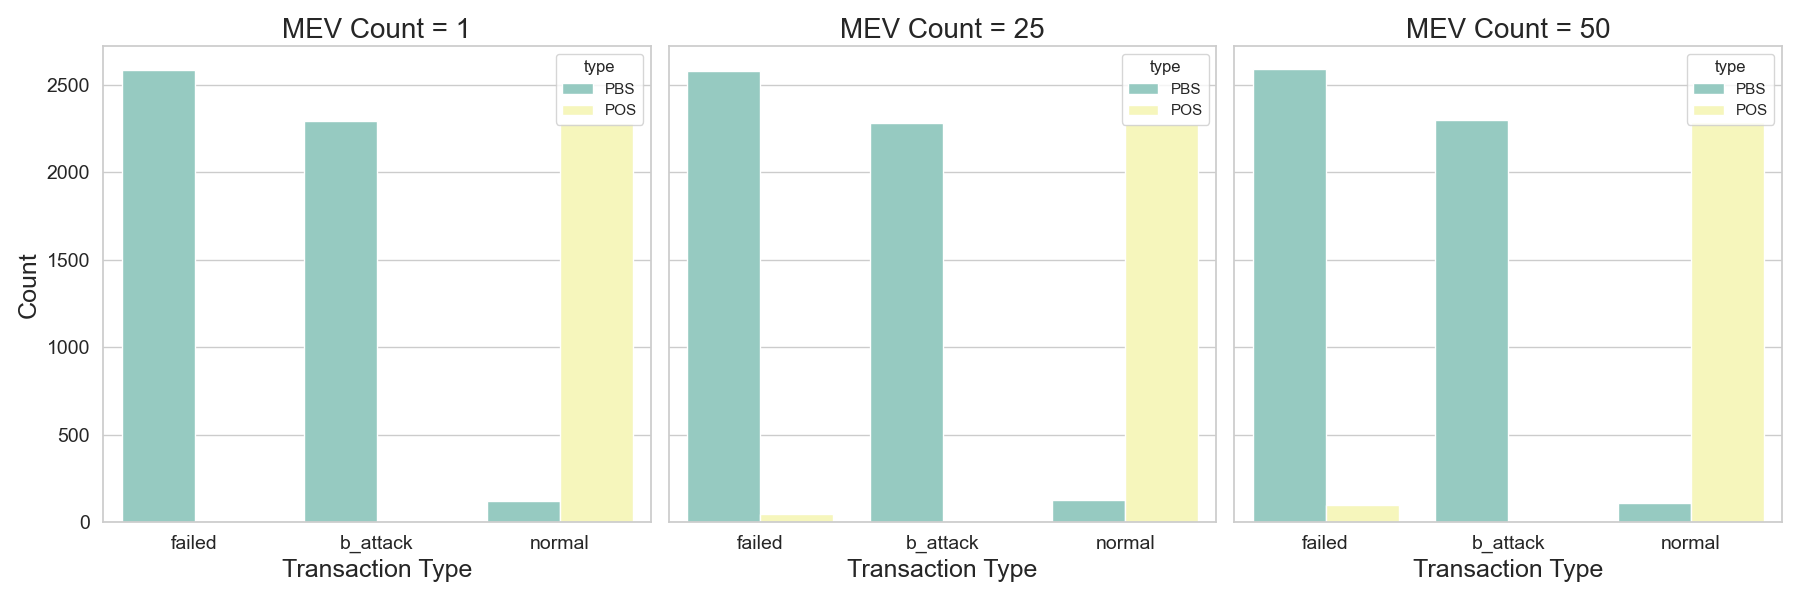 MEV Count = 1
MEV Count = 25
MEV Count = 50
type
PBS
POS
type
PBS
POS
type
PBS
POS
2500
2000
1500
1000
500
0
Count
failed
b_attack
normal
failed
b_attack
normal
failed
b_attack
normal
Transaction Type
Transaction Type
Transaction Type